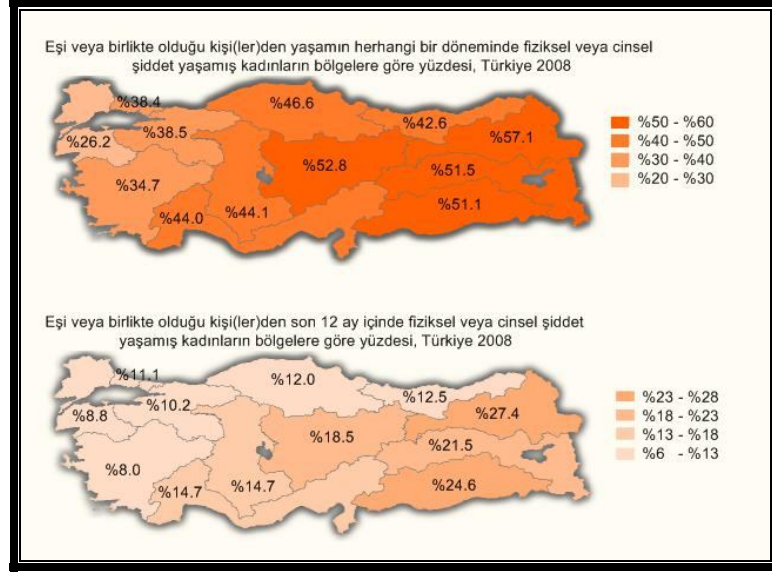 Eşi veya birlikte olduğu kişi(ler)den yaşamın herhangi bir döneminde fiziksel veya cinsel
şiddet yaşamış kadınların bölgelere göre yüzdesi, Türkiye 2008
%38.4
%46.6
%42.6
%57.1
%26.2
%38.5
%52.8
%51.5
%34.7
%44.0
%44.1
%51.1
%50 - %60
%40 - %50
%30 - %40
%20 - %30
Eşi veya birlikte olduğu kişi(ler)den son 12 ay içinde fiziksel veya cinsel şiddet
yaşamış kadınların bölgelere göre yüzdesi, Türkiye 2008
%11.1
%12.0
%12.5
%27.4
%8.8
%10.2
%18.5
%21.5
%8.0
%14.7
%14.7
%24.6
%23 - %28
%18 - %23
%13 - %18
%6 - %13